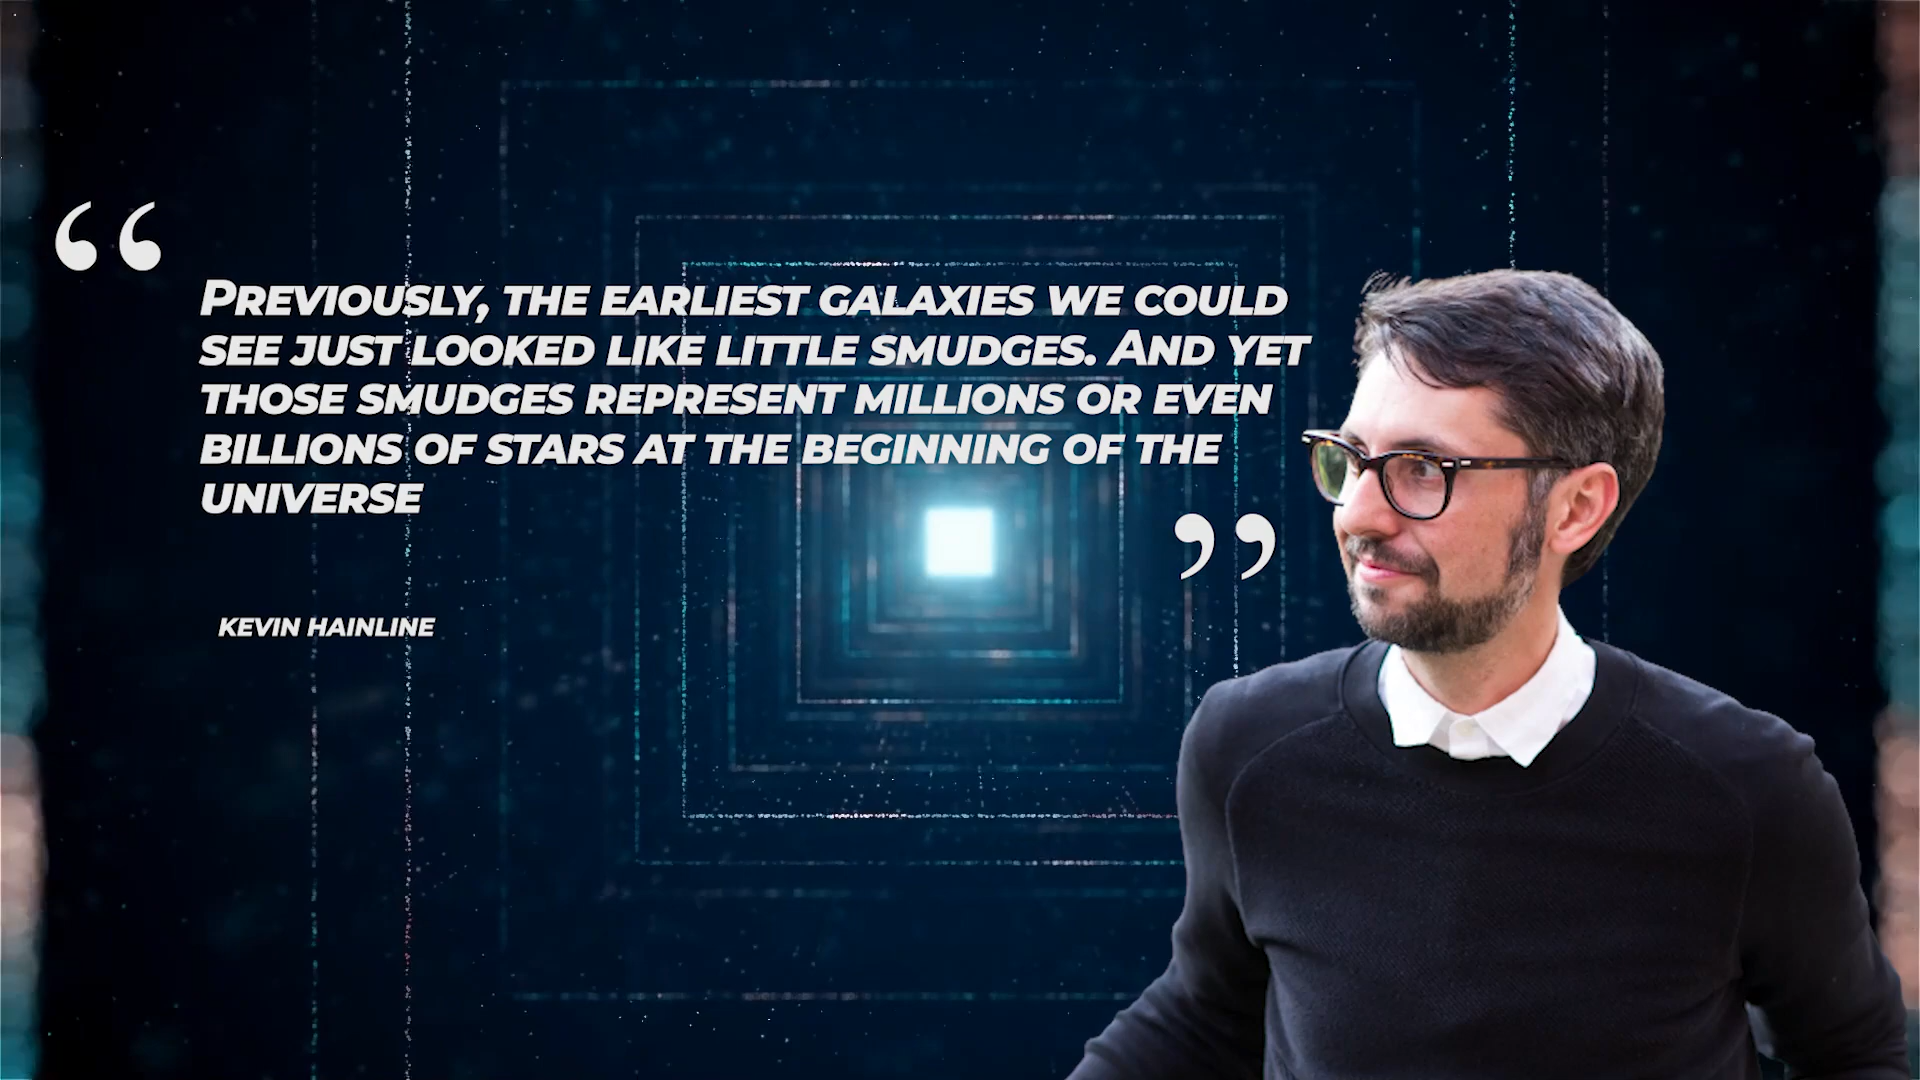 “
Previously, the earliest galaxies we could
see just looked like little smudges. And yet
those smudges represent millions or even
billions of stars at the beginning of the
universe
”
KEVIN HAINLINE